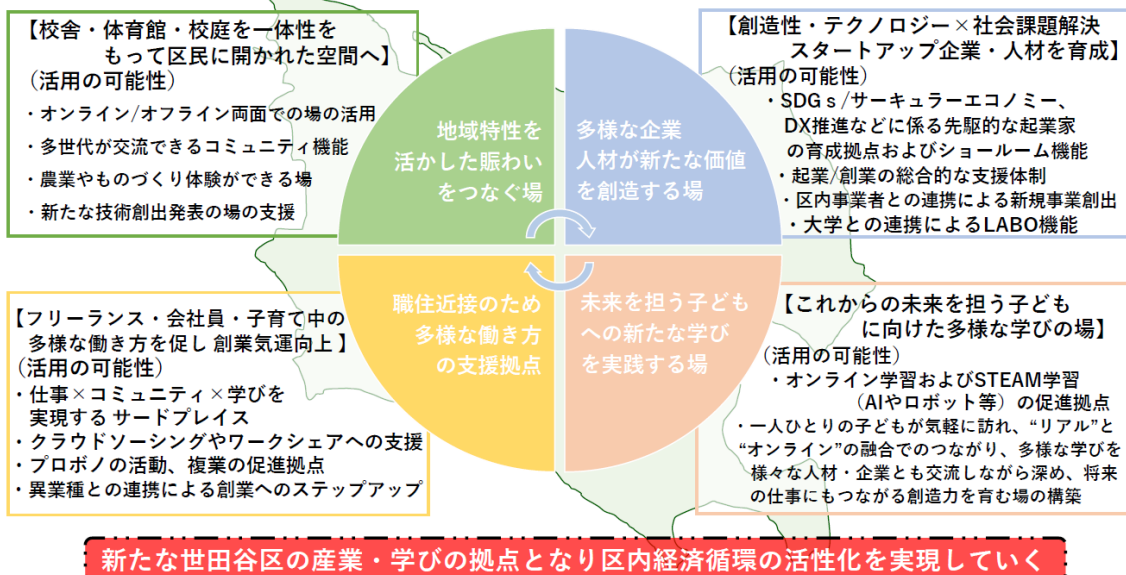 【校舎・体育館・校庭を一体性を
もって区民に開かれた空間へ】
(活用の可能性)
・オンライン/オフライン両面での場の活用
・多世代が交流できるコミュニティ機能
・農業やものづくり体験ができる場
・新たな技術創出発表の場の支援
地域特性を
活かした賑わい
をつなぐ場
多様な企業
人材が新たな価値
を創造する場
【創造性・テクノロジー×社会課題解決
スタートアップ企業・人材を育成】
(活用の可能性)
・SDGs/サーキュラーエコノミー、
DX推進などに係る先駆的な起業家
の育成拠点およびショールーム機能
・起業/創業の総合的な支援体制
・区内事業者との連携による新規事業創出
・大学との連携によるLABO機能
【フリーランス・会社員・子育て中の
多様な働き方を促し 創業気運向上】
(活用の可能性)
・仕事×コミュニティ×学びを
実現する サードプレイス
・クラウドソーシングやワークシェアへの支援
・プロボノの活動、複業の促進拠点
・異業種との連携による創業へのステップアップ
職住近接のため
多様な働き方
の支援拠点
未来を担う子ども
への新たな学び
を実践する場
【これからの未来を担う子ども
に向けた多様な学びの場】
(活用の可能性)
・オンライン学習およびSTEAM学習
(AIやロボット等)の促進拠点
・一人ひとりの子どもが気軽に訪れ、“リアル”と
“オンライン”の融合でのつながり、多様な学びを
様々な人材・企業とも交流しながら深め、将来
の仕事にもつながる創造力を育む場の構築
新たな世田谷区の産業・学びの拠点となり区内経済循環の活性化を実現していく